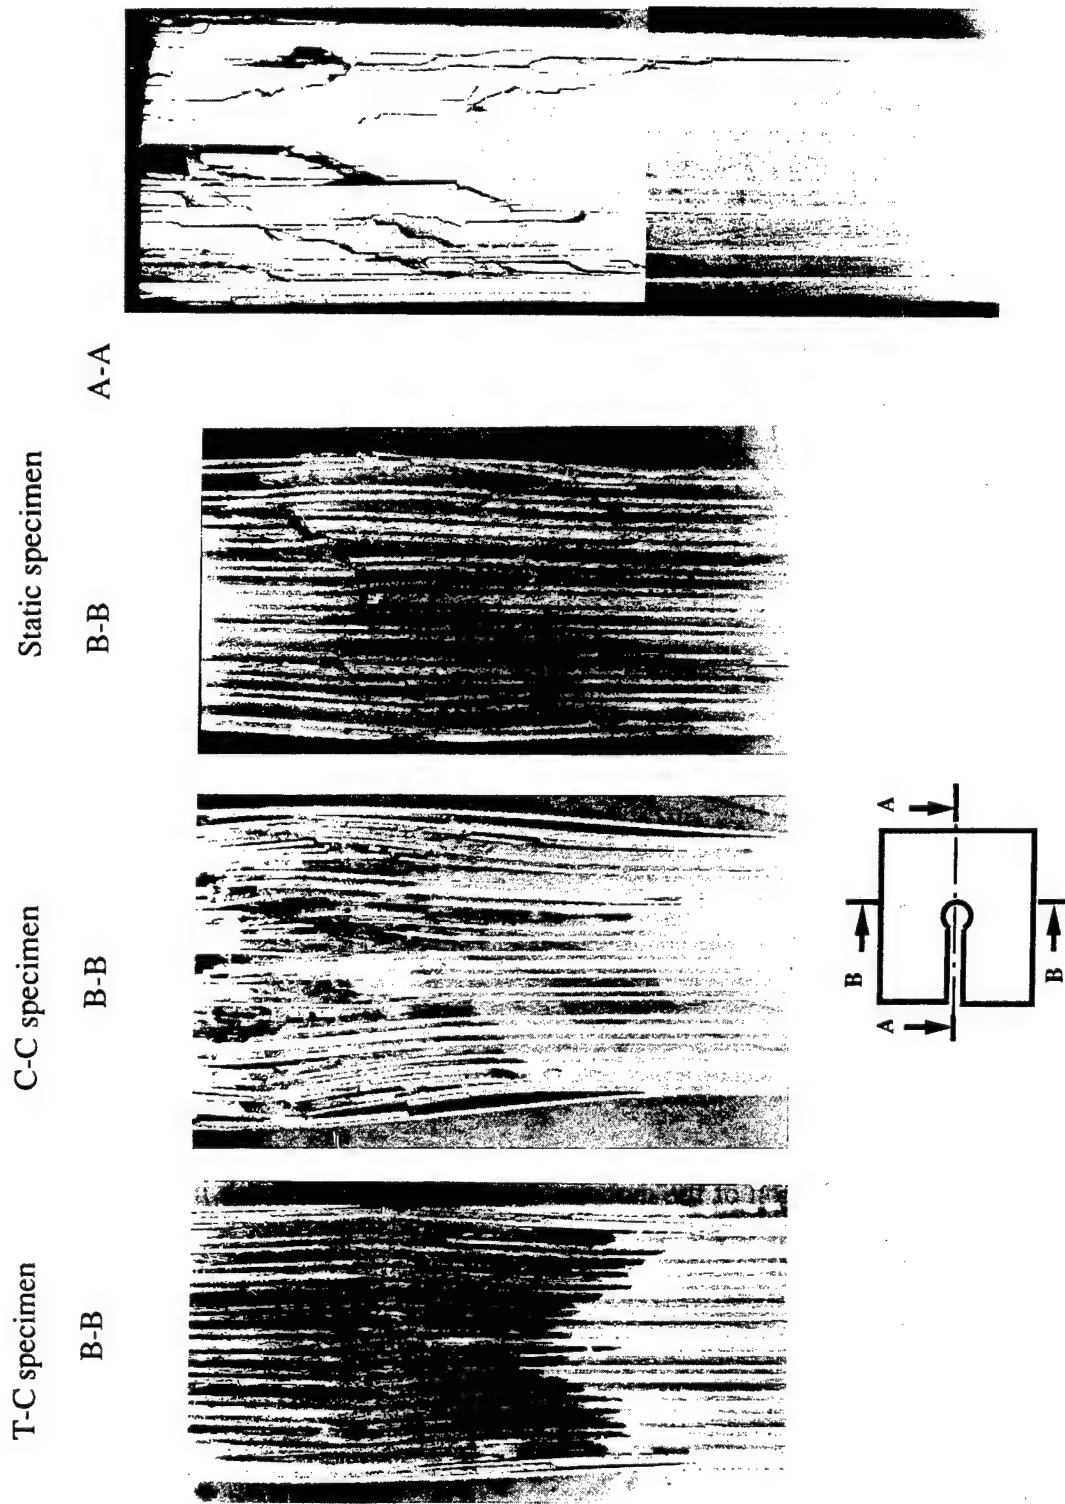 T-C specimen
C-C specimen
Static specimen
B-B
B-B
B-B
A-A
B
A
A
B